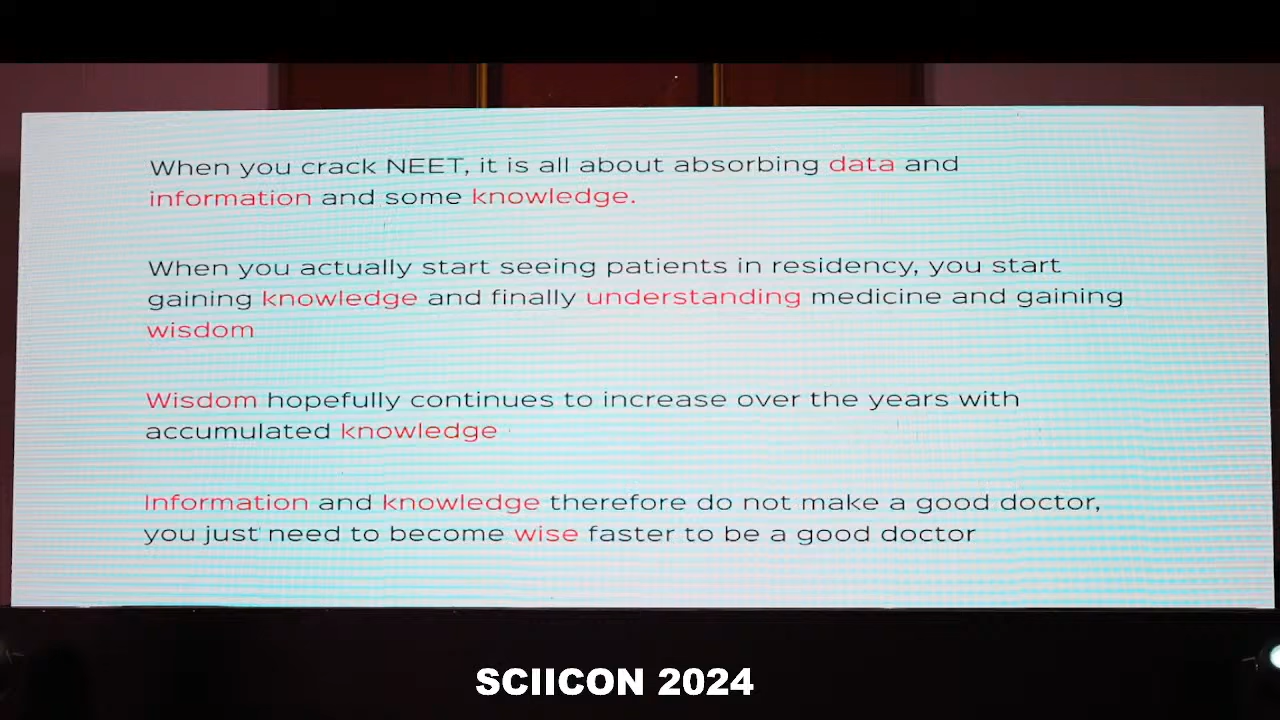 When you crack NEET, it is all about absorbing data and
information and some knowledge.
When you actually start seeing patients in residency, you start
gaining knowledge and finally understanding medicine and gaining
wisdom
Wisdom hopefully continues to increase over the years with
accumulated knowledge
Information and knowledge therefore do not make a good doctor,
you just need to become wise faster to be a good doctor
SCIICON 2024